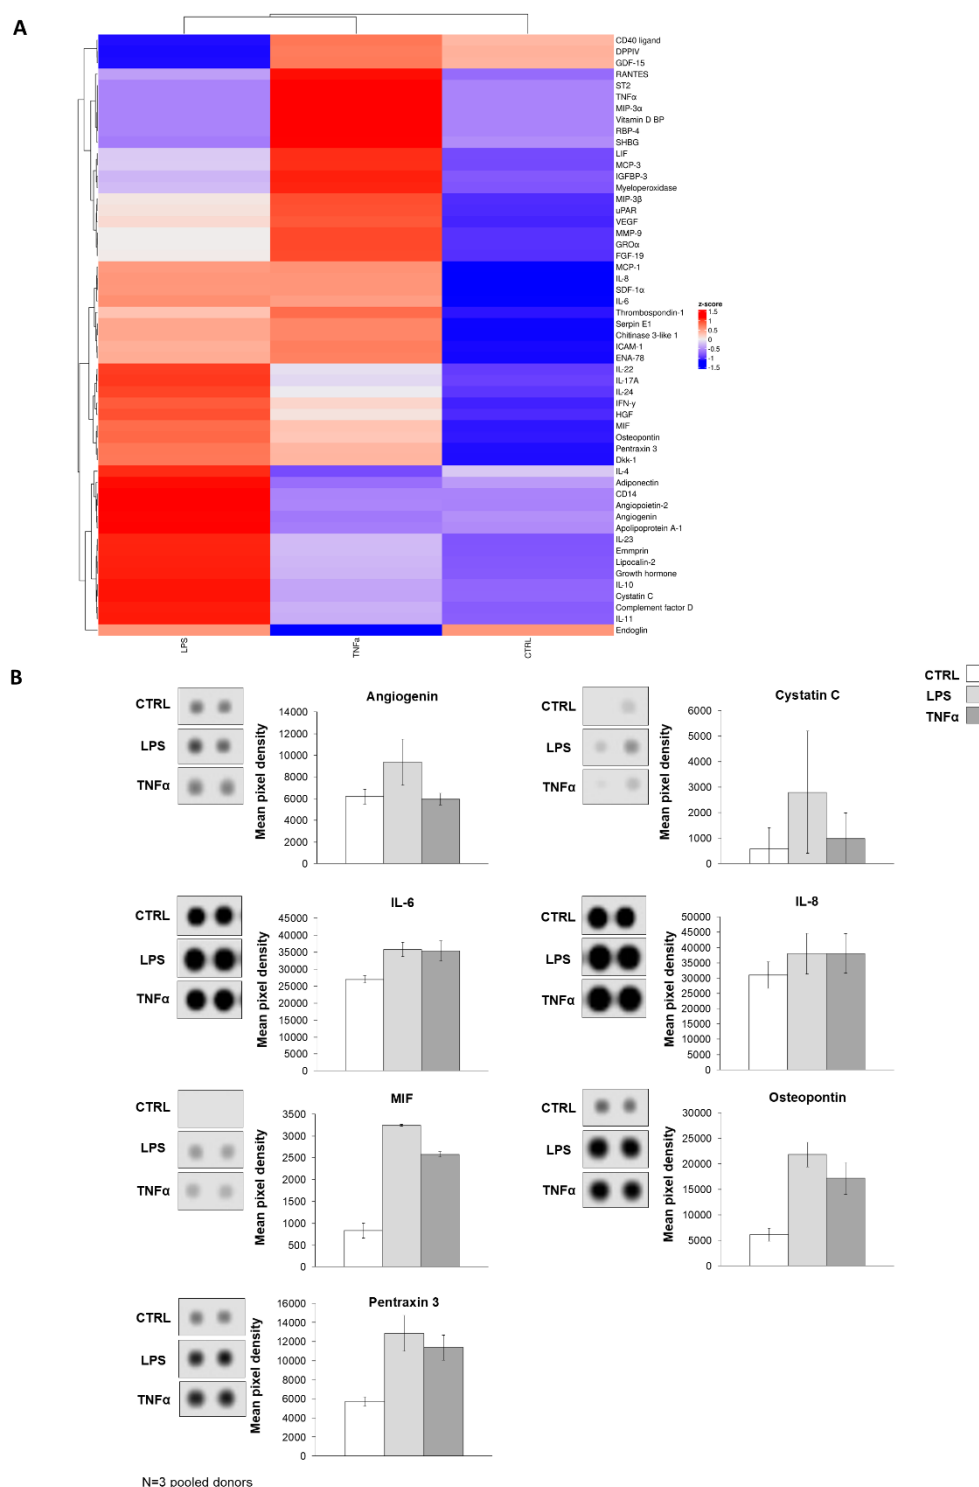 A
CD40 ligand
DPPIV
GDF-15
RANTES
ST2
TNFα
MIP-3α
Vitamin D BP
RBP-4
SHBG
LIF
MCP-3
IGFBP-3
Myeloperoxidase
MIP-3β
uPAR
VEGF
MMP-9
GROα
FGF-19
MCP-1
IL-8
SDF-1α
IL-6
Thrombospondin-1
Serpin E1
Chitinase 3-like 1
ICAM-1
ENA-78
IL-22
IL-17A
IL-24
IFN-γ
HGF
MIF
Osteopontin
Pentraxin 3
Dkk-1
IL-4
Adiponectin
CD14
Angiopoietin-2
Angiogenin
Apolipoprotein A-1
IL-23
Emmprin
Lipocalin-2
Growth hormone
IL-10
Cystatin C
Complement factor D
IL-11
Endoglin
z-score
1.5
1
0.5
0
-0.5
-1
-1.5
LPS
TNFα
CTRL
B
CTRL
LPS
TNFα
CTRL
LPS
TNFα
Angiogenin
Mean pixel density
14000
12000
10000
8000
6000
4000
2000
0
CTRL
LPS
TNFα
Cystatin C
Mean pixel density
6000
5000
4000
3000
2000
1000
0
CTRL
LPS
TNFα
IL-6
Mean pixel density
45000
40000
35000
30000
25000
20000
15000
10000
5000
0
CTRL
LPS
TNFα
IL-8
Mean pixel density
50000
45000
40000
35000
30000
25000
20000
15000
10000
5000
0
CTRL
LPS
TNFα
MIF
Mean pixel density
3500
3000
2500
2000
1500
1000
500
0
CTRL
LPS
TNFα
Osteopontin
Mean pixel density
30000
25000
20000
15000
10000
5000
0
CTRL
LPS
TNFα
Pentraxin 3
Mean pixel density
16000
14000
12000
10000
8000
6000
4000
2000
0
N=3 pooled donors